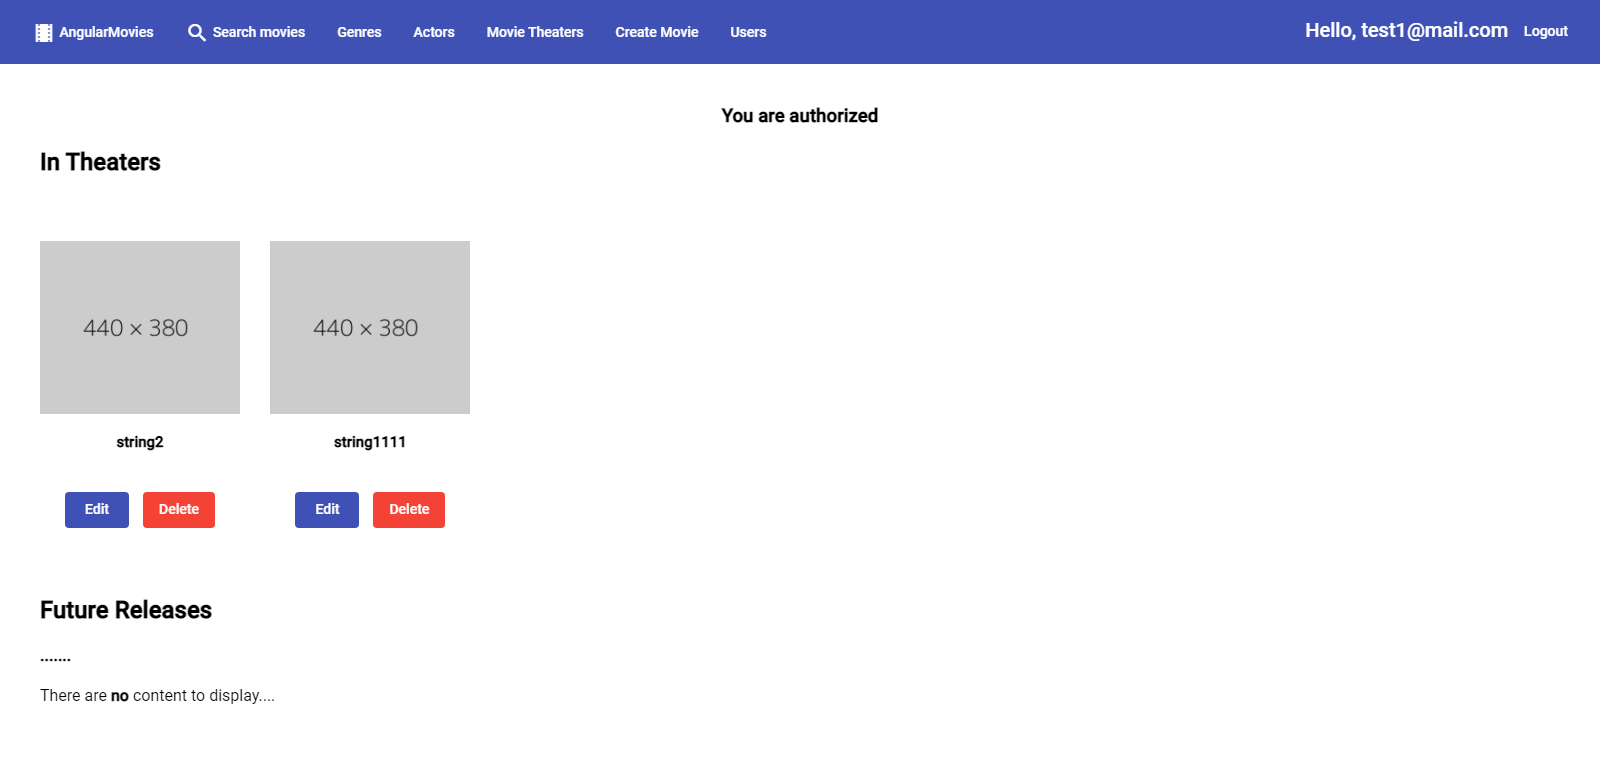 AngularMovies Search movies Genres Actors Movie Theaters Create Movie Users Hello, test1@mail.com Logout
You are authorized
In Theaters
440 × 380 440 × 380
string2 string1111
Edit Delete Edit Delete
Future Releases
.......
There are no content to display....